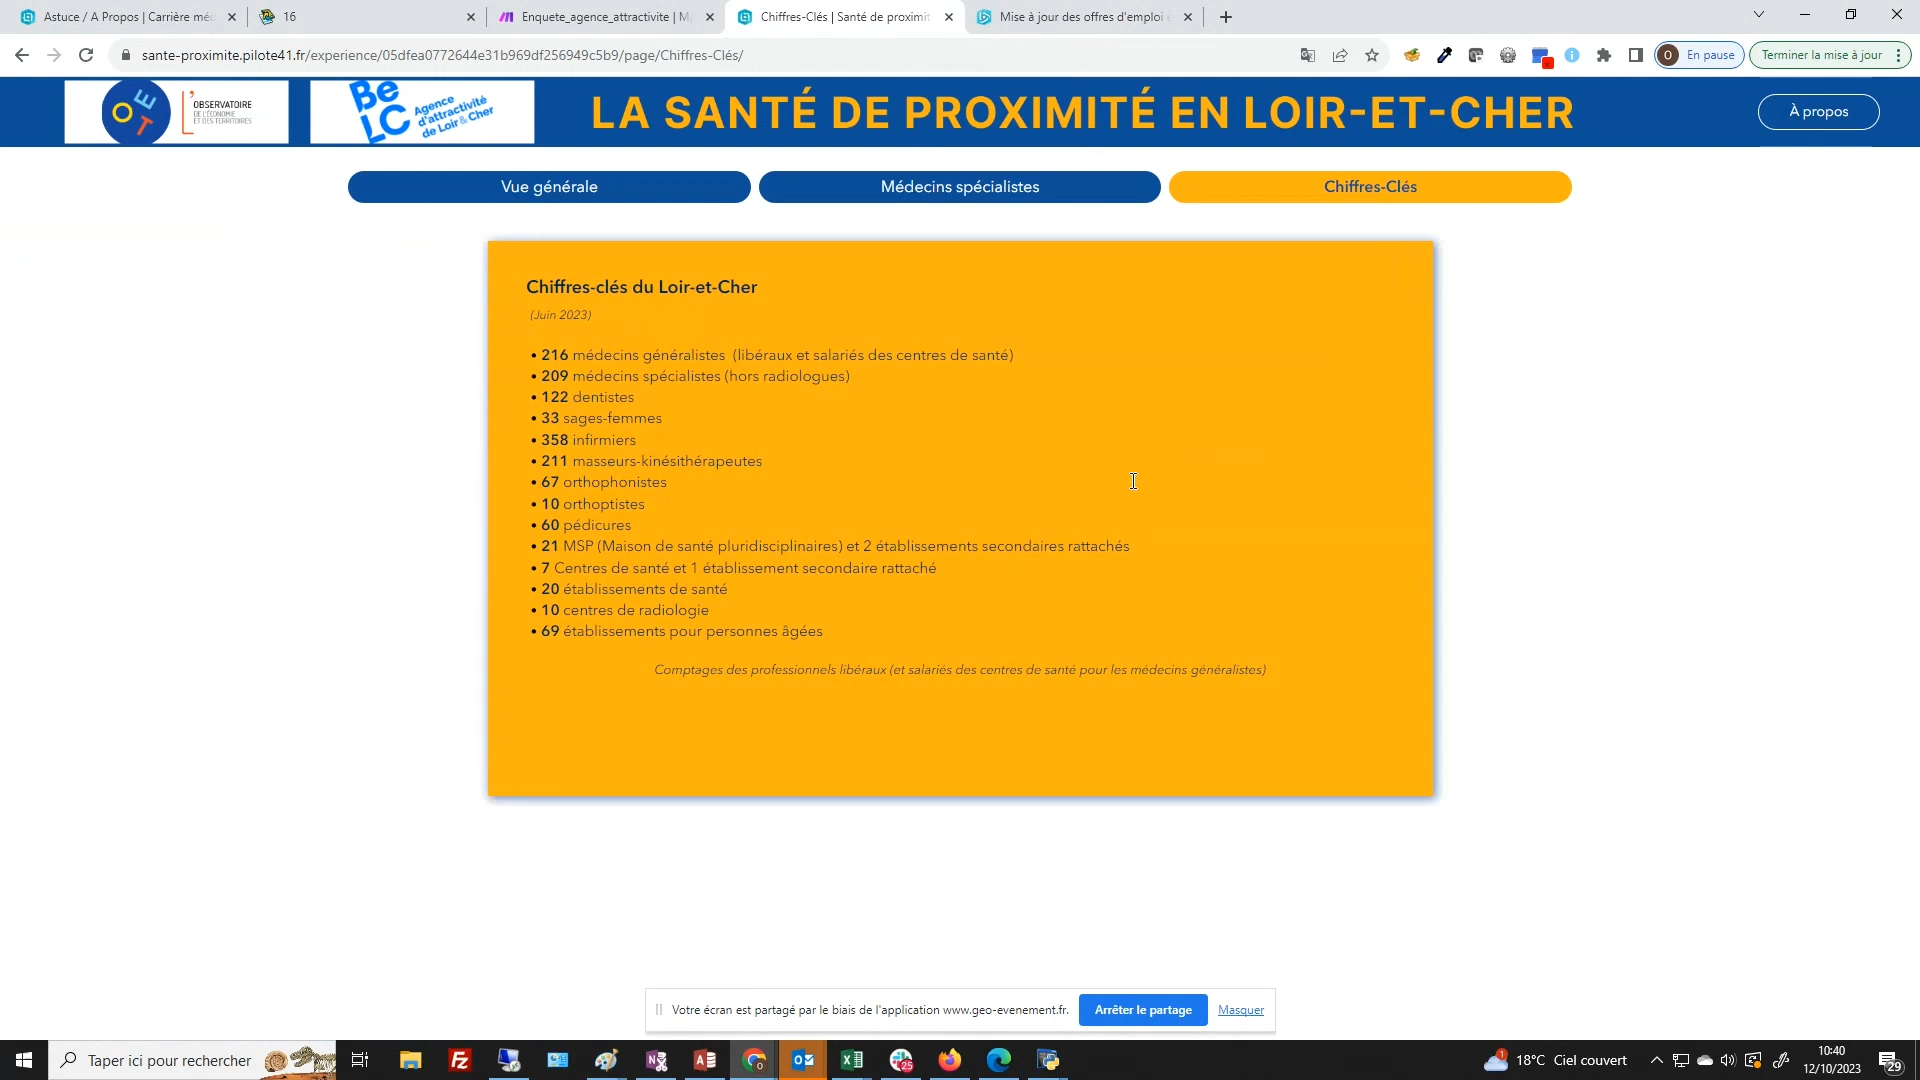 Astuce / A Propos | Carrière méc
16
Enquete_agence_attractivite | Ma
Chiffres-Clés | Santé de proximit
Mise à jour des offres d'emploi e
sante-proximite.pilote41.fr/experience/05dfea0772644e31b969df256949c5b9/page/Chiffres-Clés/
O En pause
Terminer la mise à jour
OET
L'OBSERVATOIRE
DE L'ÉCONOMIE
ET DES TERRITOIRES
Be LC
Agence
d'attractivité
de Loir & Cher
LA SANTÉ DE PROXIMITÉ EN LOIR-ET-CHER
À propos
Vue générale
Médecins spécialistes
Chiffres-Clés
Chiffres-clés du Loir-et-Cher
(Juin 2023)
• 216 médecins généralistes (libéraux et salariés des centres de santé)
• 209 médecins spécialistes (hors radiologues)
• 122 dentistes
• 33 sages-femmes
• 358 infirmiers
• 211 masseurs-kinésithérapeutes
• 67 orthophonistes
• 10 orthoptistes
• 60 pédicures
• 21 MSP (Maison de santé pluridisciplinaires) et 2 établissements secondaires rattachés
• 7 Centres de santé et 1 établissement secondaire rattaché
• 20 établissements de santé
• 10 centres de radiologie
• 69 établissements pour personnes âgées
Comptages des professionnels libéraux (et salariés des centres de santé pour les médecins généralistes)
Votre écran est partagé par le biais de l'application www.geo-evenement.fr.
Arrêter le partage
Masquer
Taper ici pour rechercher
18°C Ciel couvert
10:40
12/10/2023
29